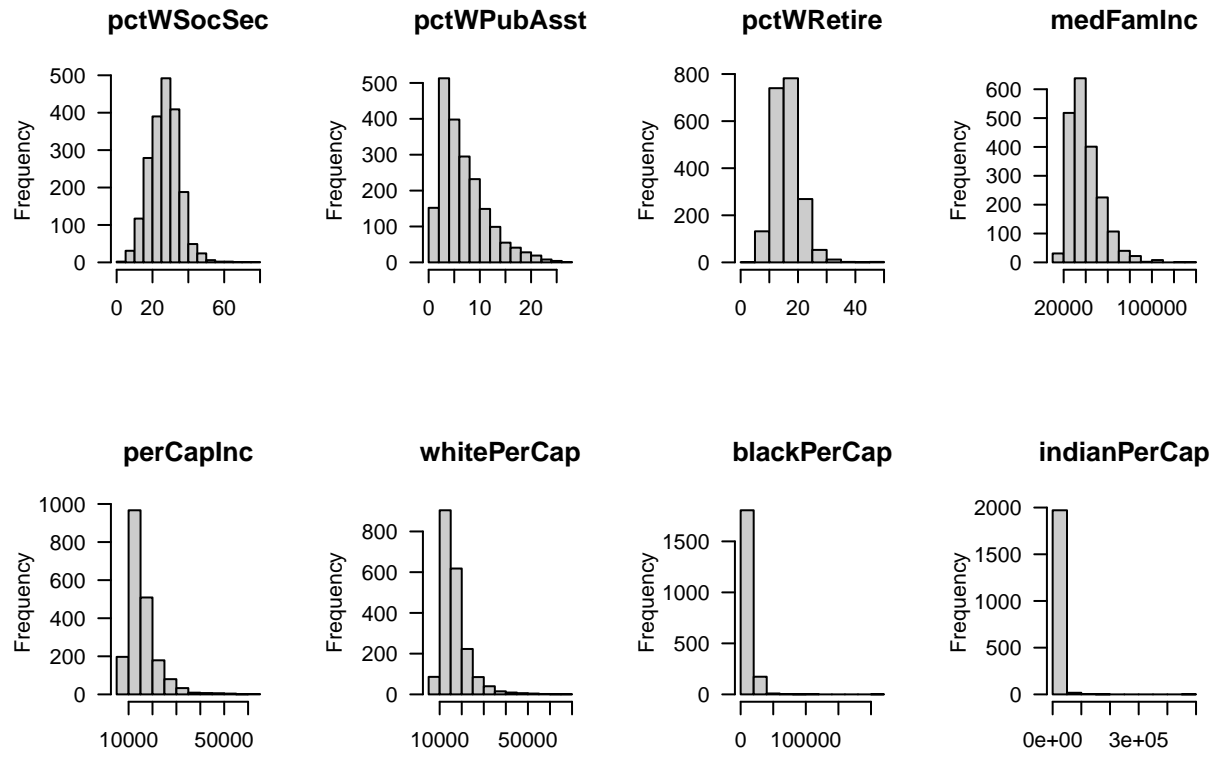 pctWSocSec
Frequency
500
400
300
200
100
0
0 20 60
pctWPubAsst
Frequency
500
400
300
200
100
0
0 10 20
pctWRetire
Frequency
800
600
400
200
0
0 20 40
medFamInc
Frequency
600
500
400
300
200
100
0
20000 100000
perCapInc
Frequency
1000
800
600
400
200
0
10000 50000
whitePerCap
Frequency
800
600
400
200
0
10000 50000
blackPerCap
Frequency
1500
1000
500
0
0 100000
indianPerCap
Frequency
2000
1500
1000
500
0
0e+00 3e+05